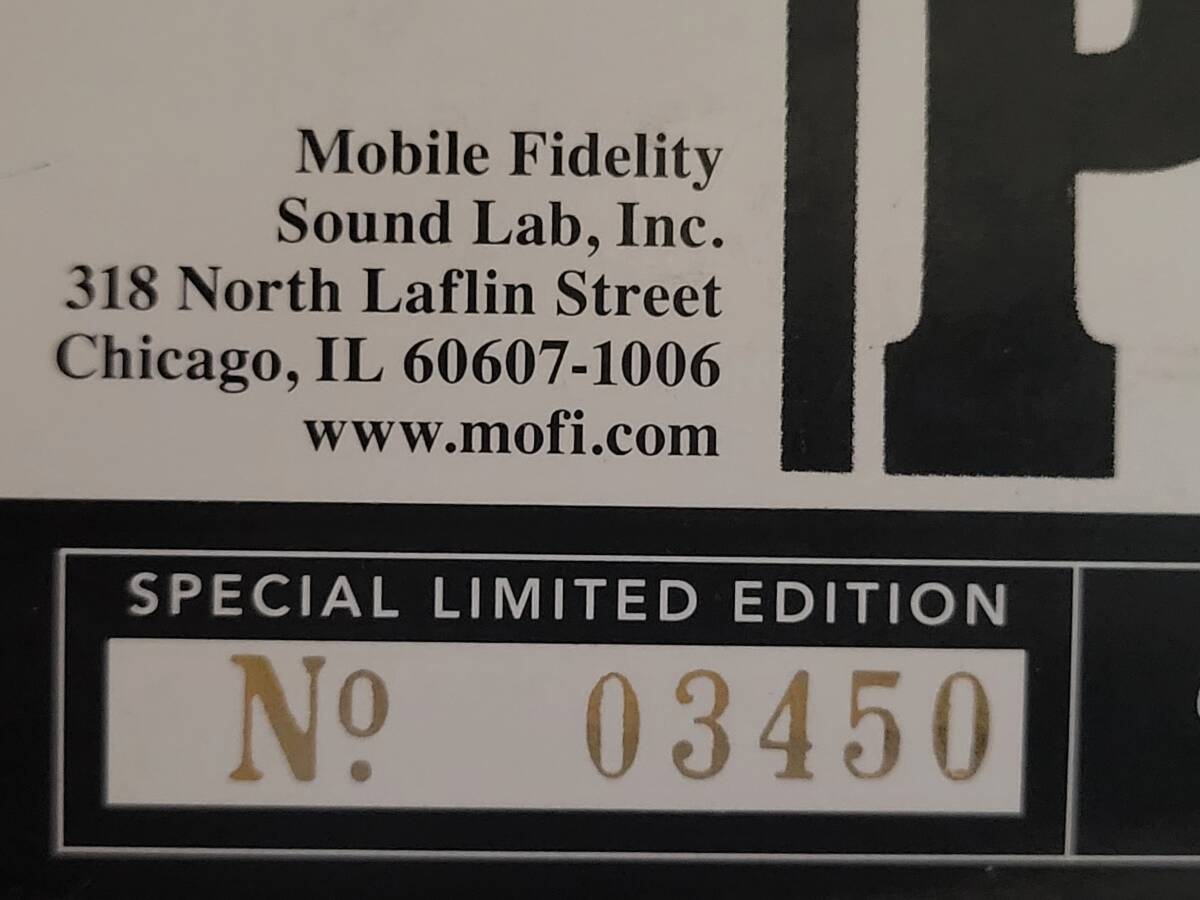 Mobile Fidelity
Sound Lab, Inc.
318 North Laflin Street
Chicago, IL 60607-1006
www.mofi.com
P
SPECIAL LIMITED EDITION
Nº 03450